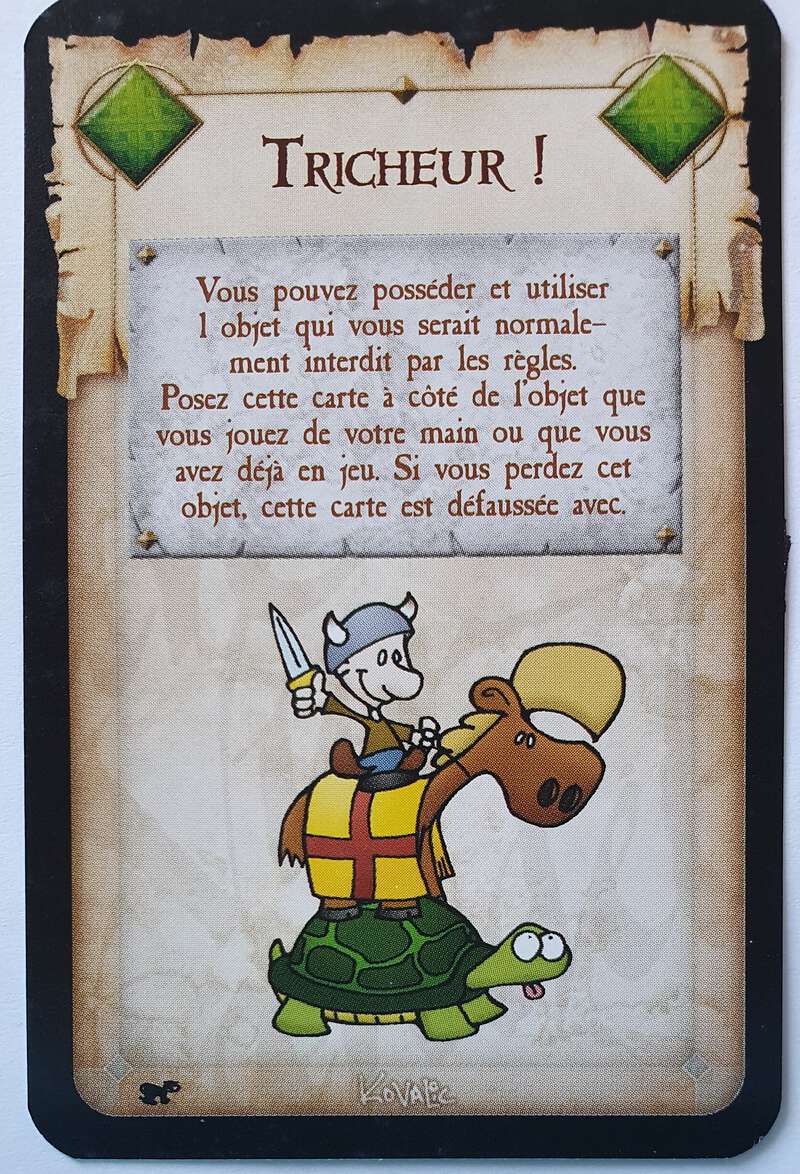 Tricheur !
Vous pouvez posséder et utiliser
1 objet qui vous serait normale-
ment interdit par les règles.
Posez cette carte à côté de l'objet que
vous jouez de votre main ou que vous
avez déjà en jeu. Si vous perdez cet
objet, cette carte est défaussée avec.
Kovalic